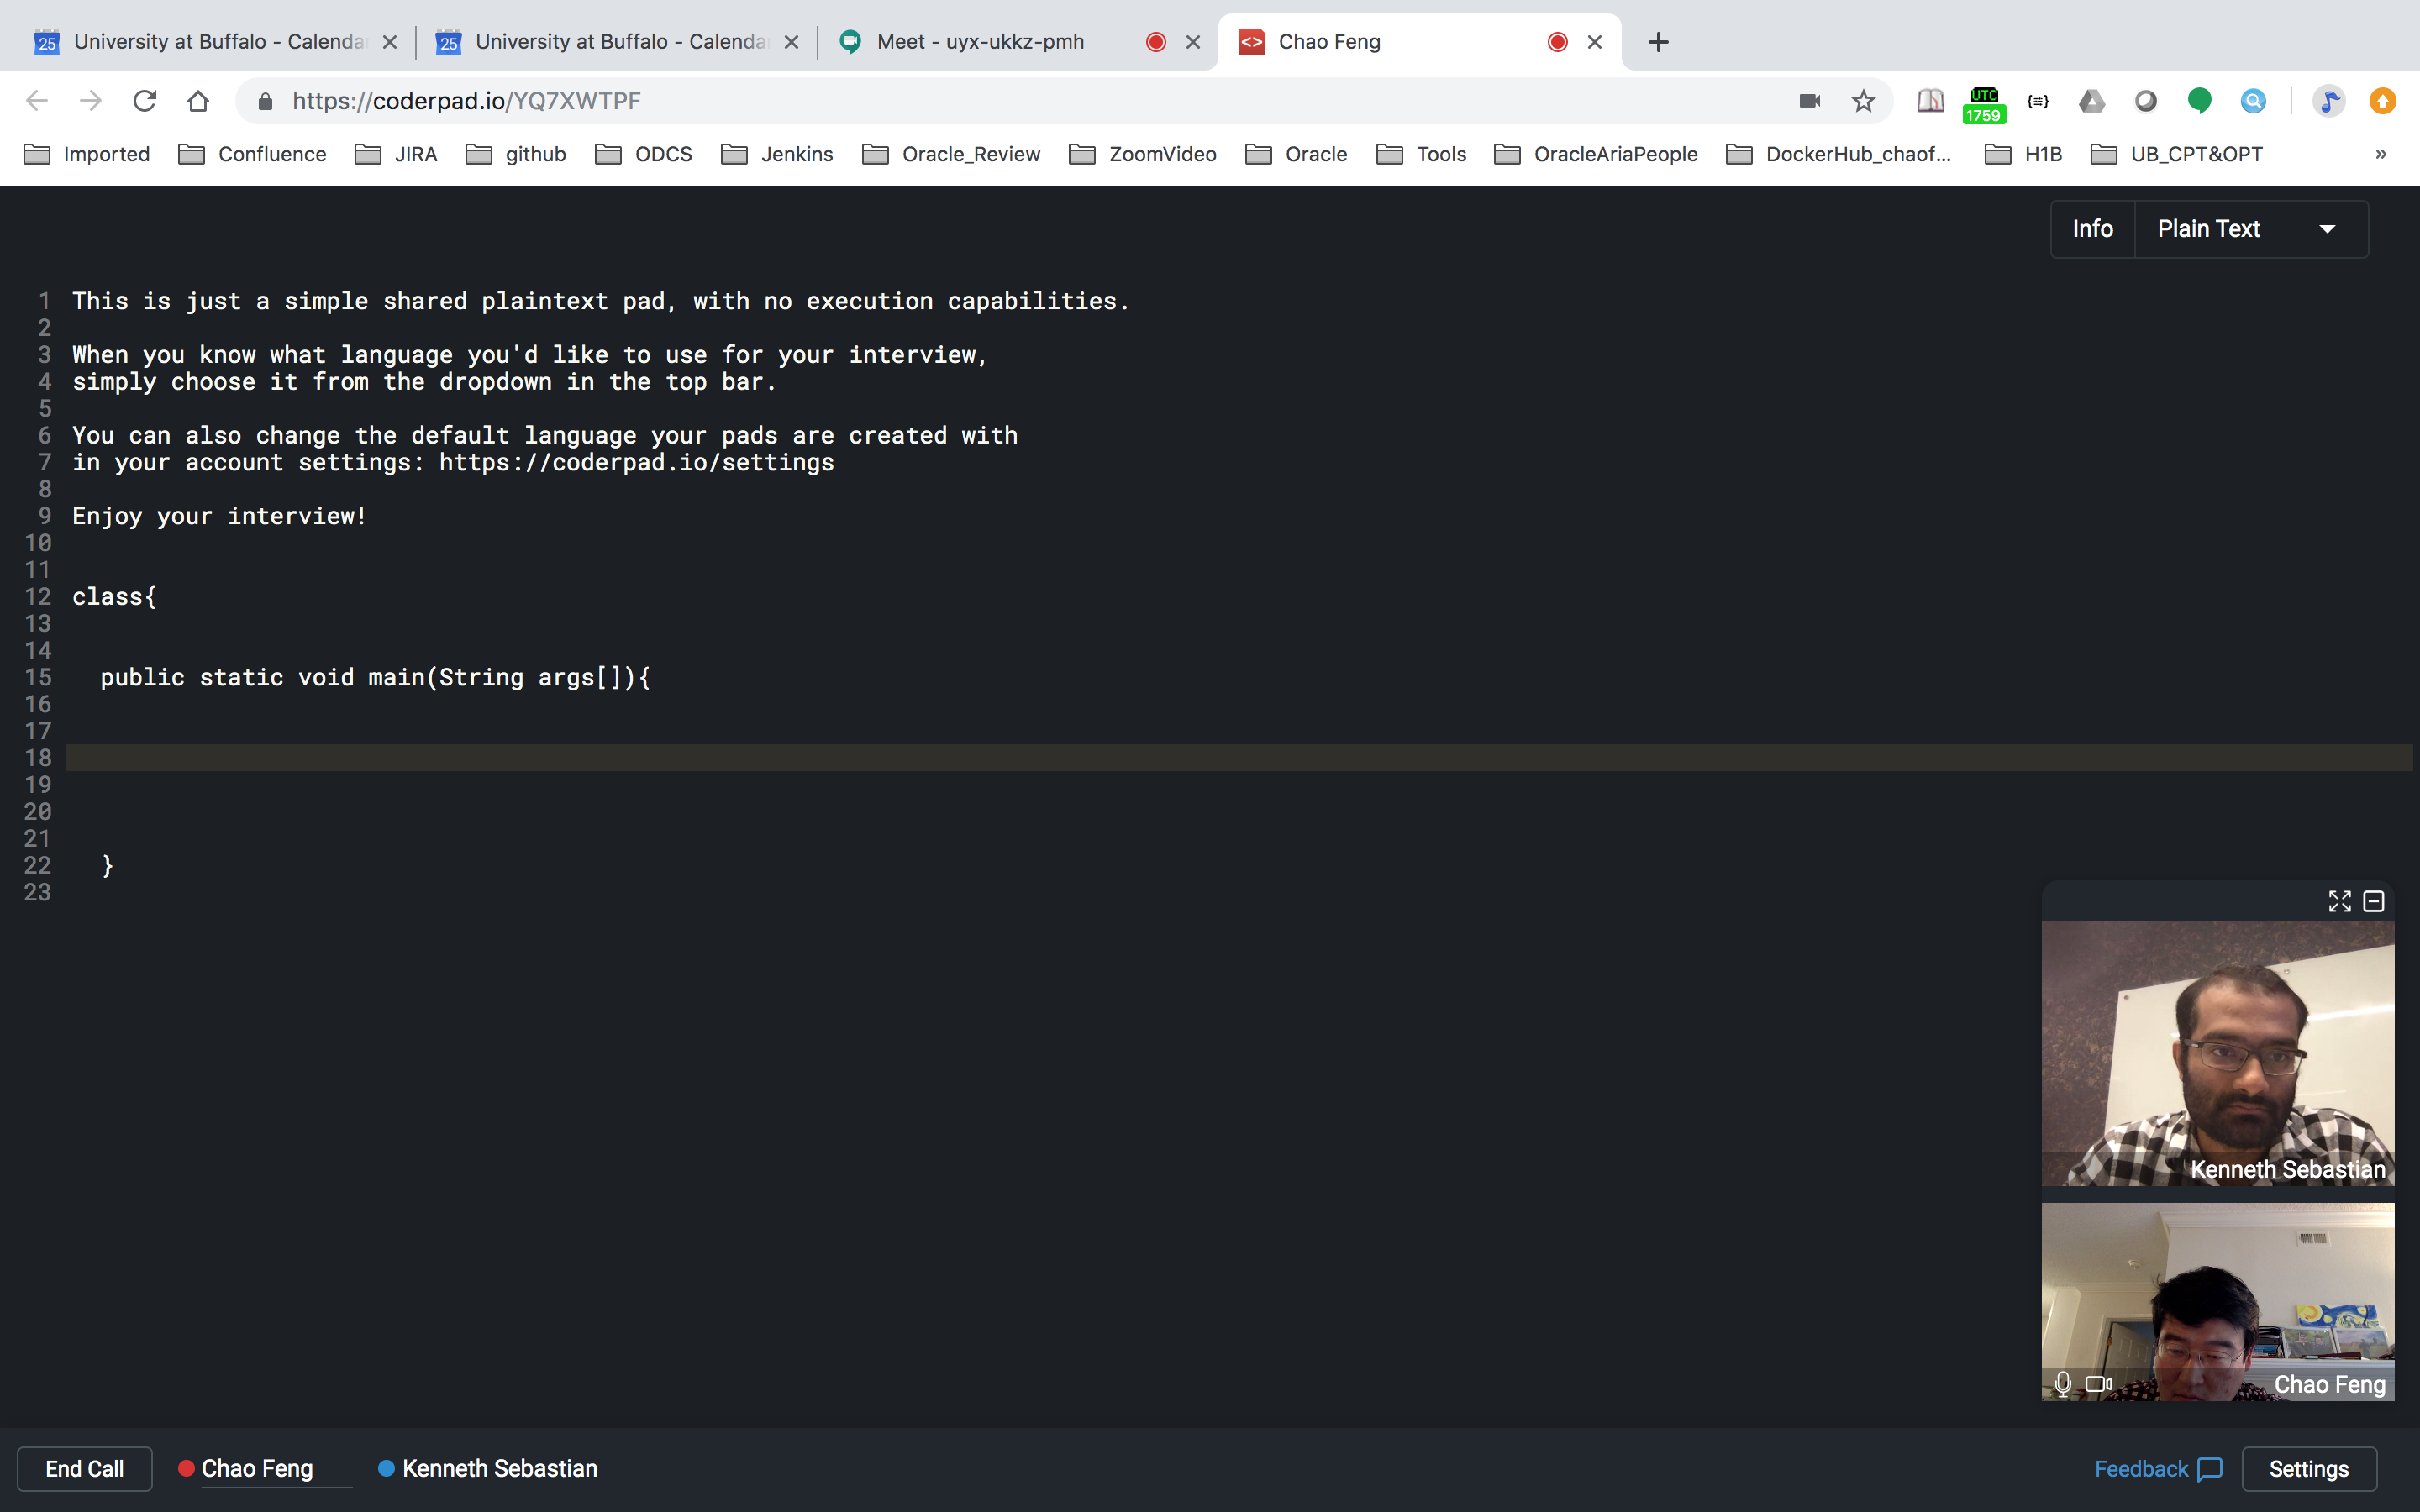 25 University at Buffalo - Calenda
25 University at Buffalo - Calenda
Meet - uyx-ukkz-pmh
<> Chao Feng
https://coderpad.io/YQ7XWTPF
UTC
1759
Imported Confluence JIRA github ODCS Jenkins Oracle_Review ZoomVideo Oracle Tools OracleAriaPeople DockerHub_chaof... H1B UB_CPT&OPT »
Info Plain Text
1 This is just a simple shared plaintext pad, with no execution capabilities.
2
3 When you know what language you'd like to use for your interview,
4 simply choose it from the dropdown in the top bar.
5
6 You can also change the default language your pads are created with
7 in your account settings: https://coderpad.io/settings
8
9 Enjoy your interview!
10
11
12 class{
13
14
15 public static void main(String args[]){
16
17
18
19
20
21
22 }
23
Kenneth Sebastian
Chao Feng
End Call Chao Feng Kenneth Sebastian Feedback Settings